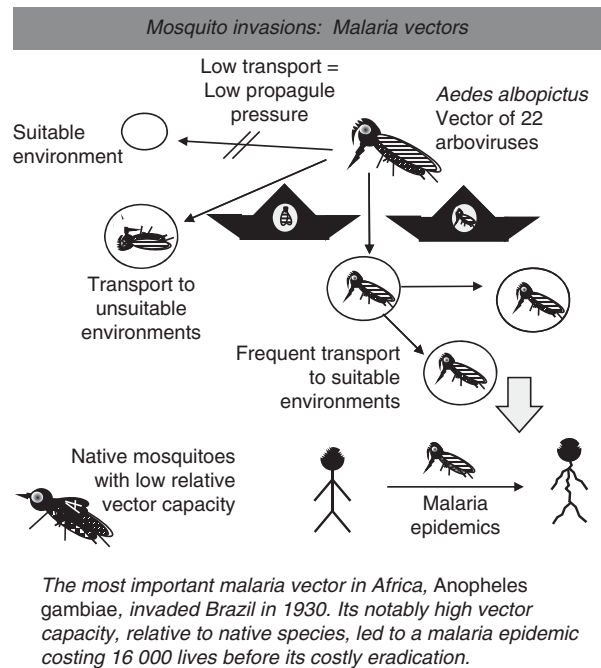 Mosquito invasions: Malaria vectors
Low transport =
Low propagule
pressure
Suitable
environment
Aedes albopictus
Vector of 22
arboviruses
Transport to
unsuitable
environments
Frequent transport
to suitable
environments
Native mosquitoes
with low relative
vector capacity
Malaria
epidemics
The most important malaria vector in Africa, Anopheles
gambiae, invaded Brazil in 1930. Its notably high vector
capacity, relative to native species, led to a malaria epidemic
costing 16 000 lives before its costly eradication.